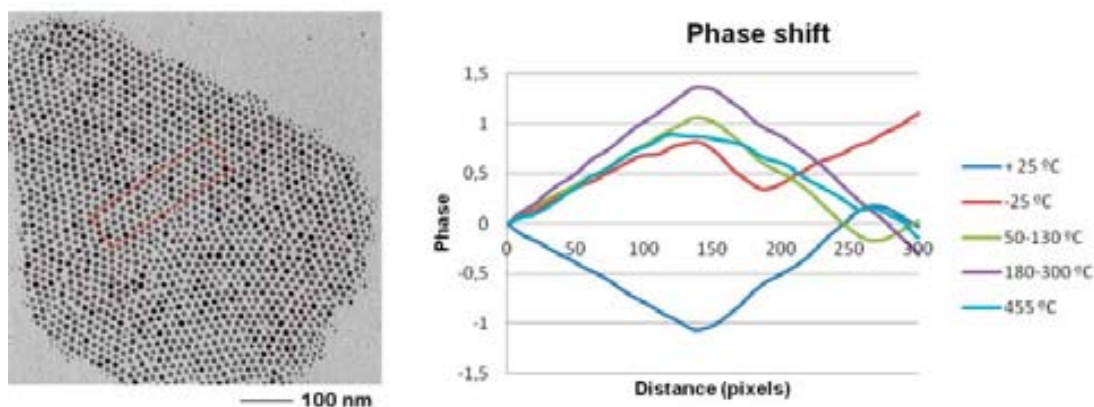 100 nm
Phase shift
Phase
1,5
1
0,5
0
-0,5
-1
-1,5
0 50 100 150 200 250 300
Distance (pixels)
+ 25 ºC
-25 ºC
50-130 ºC
180-300 ºC
455 ºC